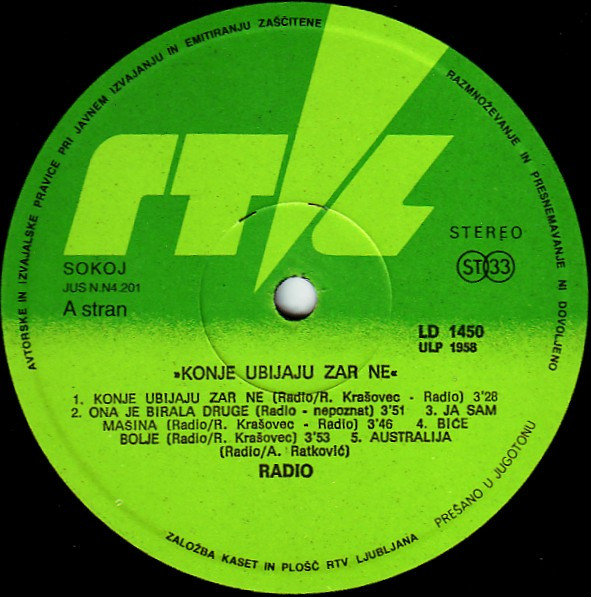 AVTORSKE IN IZVAJALSKE PRAVICE PRI JAVNEM IZVAJANJU IN EMITIRANJU ZAŠČITENE
RAZMNOŽEVANJE IN PRESNEMAVANJE NI DOVOLJENO
rtl
SOKOJ
JUS N.N4.201
A stran
STEREO
ST 33
LD 1450
ULP 1958
»KONJE UBIJAJU ZAR NE«
1. KONJE UBIJAJU ZAR NE (Radio/R. Krašovec - Radio) 3'28
2. ONA JE BIRALA DRUGE (Radio - nepoznat) 3'51 3. JA SAM
MAŠINA (Radio/R. Krašovec - Radio) 3'46 4. BIĆE
BOLJE (Radio/R. Krašovec) 3'53 5. AUSTRALIJA
(Radio/A. Ratković)
RADIO
PREŠANO U JUGOTONU
ZALOŽBA KASET IN PLOŠČ RTV LJUBLJANA